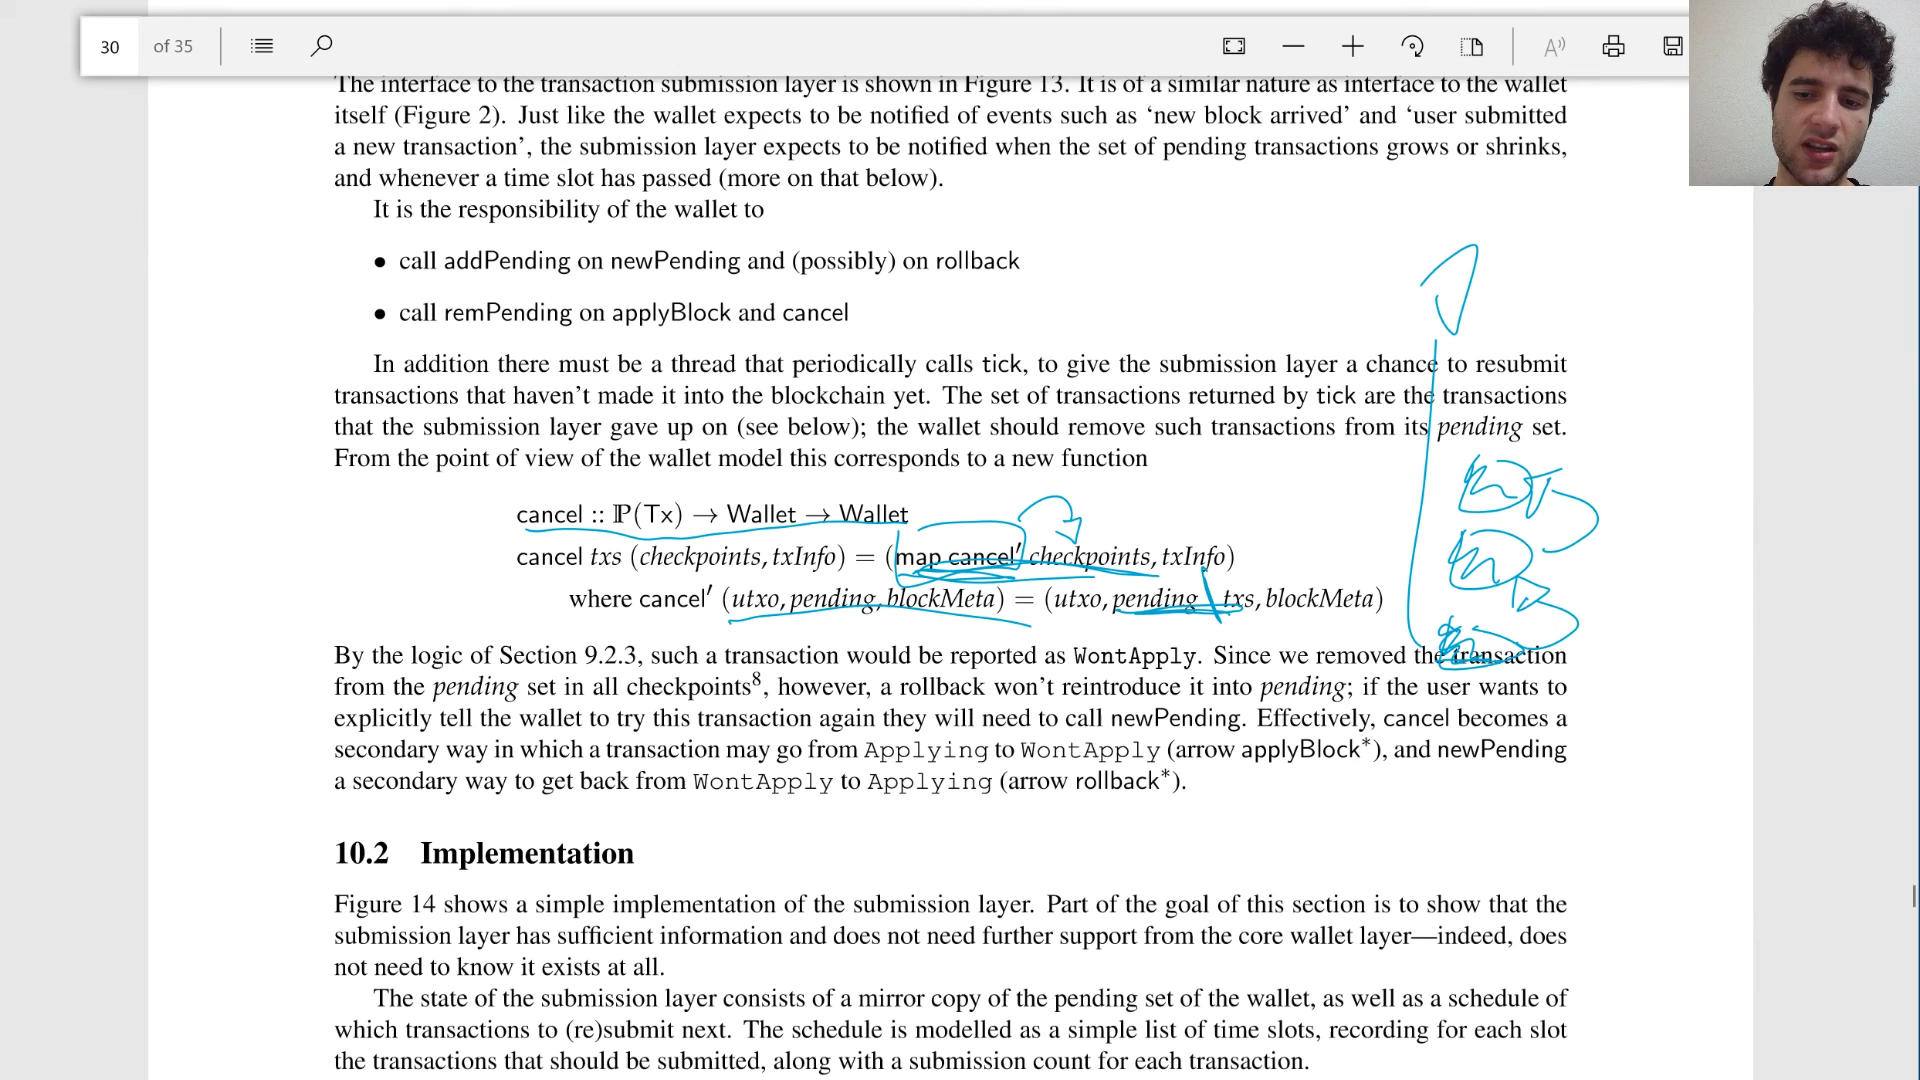 30 of 35
The interface to the transaction submission layer is shown in Figure 13. It is of a similar nature as interface to the wallet
itself (Figure 2). Just like the wallet expects to be notified of events such as ‘new block arrived’ and ‘user submitted
a new transaction’, the submission layer expects to be notified when the set of pending transactions grows or shrinks,
and whenever a time slot has passed (more on that below).
It is the responsibility of the wallet to
• call addPending on newPending and (possibly) on rollback
• call remPending on applyBlock and cancel
In addition there must be a thread that periodically calls tick, to give the submission layer a chance to resubmit
transactions that haven’t made it into the blockchain yet. The set of transactions returned by tick are the transactions
that the submission layer gave up on (see below); the wallet should remove such transactions from its pending set.
From the point of view of the wallet model this corresponds to a new function
cancel :: ℙ(Tx) → Wallet → Wallet
cancel txs (checkpoints, txInfo) = (map cancel′ checkpoints, txInfo)
where cancel′ (utxo, pending, blockMeta) = (utxo, pending \ txs, blockMeta)
By the logic of Section 9.2.3, such a transaction would be reported as WontApply. Since we removed the transaction
from the pending set in all checkpoints⁸, however, a rollback won’t reintroduce it into pending; if the user wants to
explicitly tell the wallet to try this transaction again they will need to call newPending. Effectively, cancel becomes a
secondary way in which a transaction may go from Applying to WontApply (arrow applyBlock*), and newPending
a secondary way to get back from WontApply to Applying (arrow rollback*).
10.2 Implementation
Figure 14 shows a simple implementation of the submission layer. Part of the goal of this section is to show that the
submission layer has sufficient information and does not need further support from the core wallet layer—indeed, does
not need to know it exists at all.
The state of the submission layer consists of a mirror copy of the pending set of the wallet, as well as a schedule of
which transactions to (re)submit next. The schedule is modelled as a simple list of time slots, recording for each slot
the transactions that should be submitted, along with a submission count for each transaction.